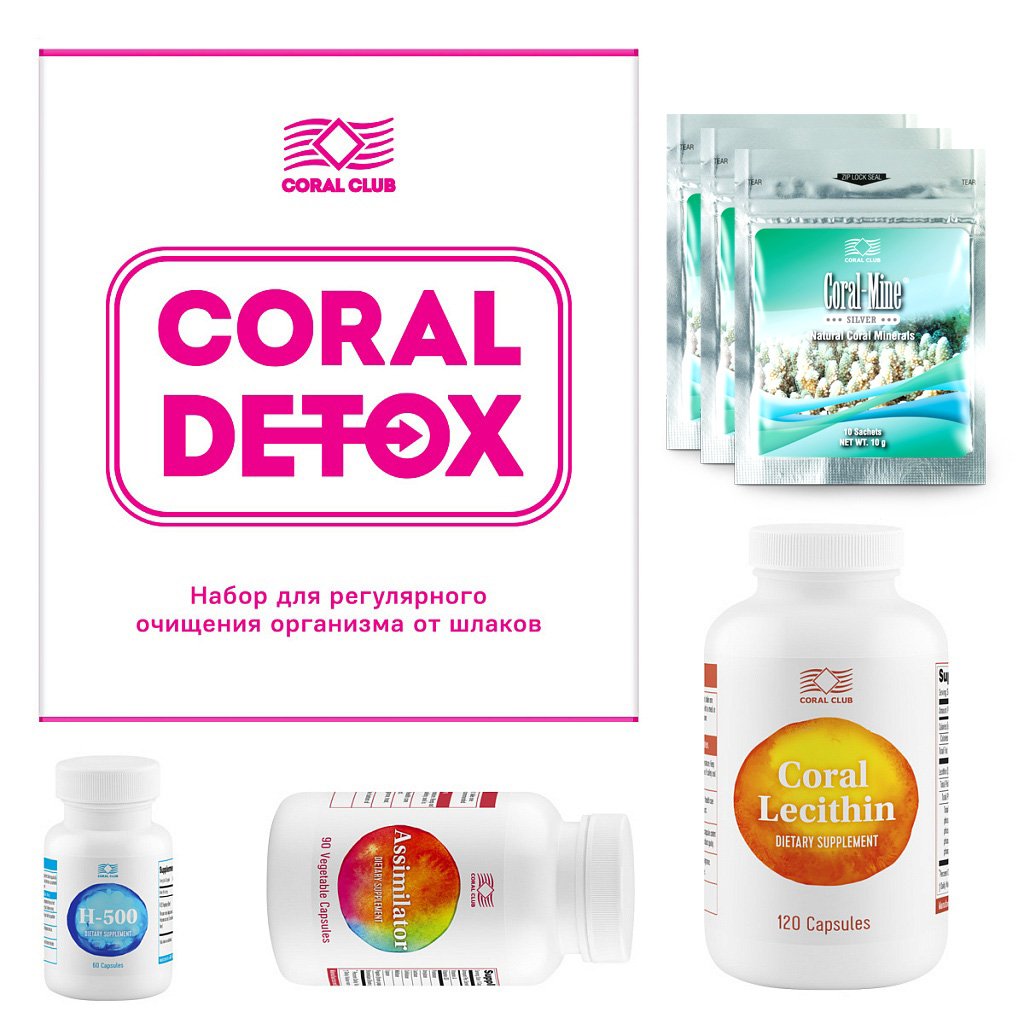 CORAL CLUB
CORAL
DETOX
Набор для регулярного
очищения организма от шлаков
TEAR
TEAR
ZIP LOCK SEAL
TEAR
CORAL CLUB
Coral-Mine
SILVER
Natural Coral Minerals
10 Sachets
NET WT. 10 g
CORAL CLUB
Coral
Lecithin
DIETARY SUPPLEMENT
120 Capsules
CORAL CLUB
H-500
DIETARY SUPPLEMENT
60 Capsules
CORAL CLUB
Assimilator
DIETARY SUPPLEMENT
90 Vegetable Capsules